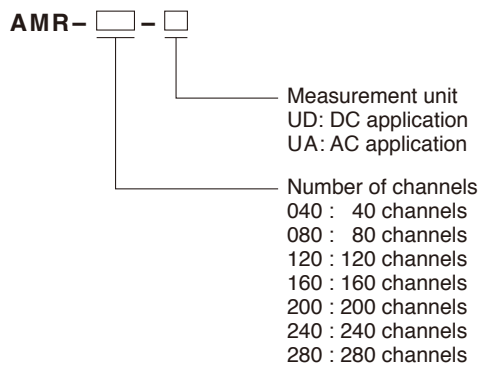 AMR– –
Measurement unit
UD: DC application
UA: AC application
Number of channels
040 : 40 channels
080 : 80 channels
120 : 120 channels
160 : 160 channels
200 : 200 channels
240 : 240 channels
280 : 280 channels